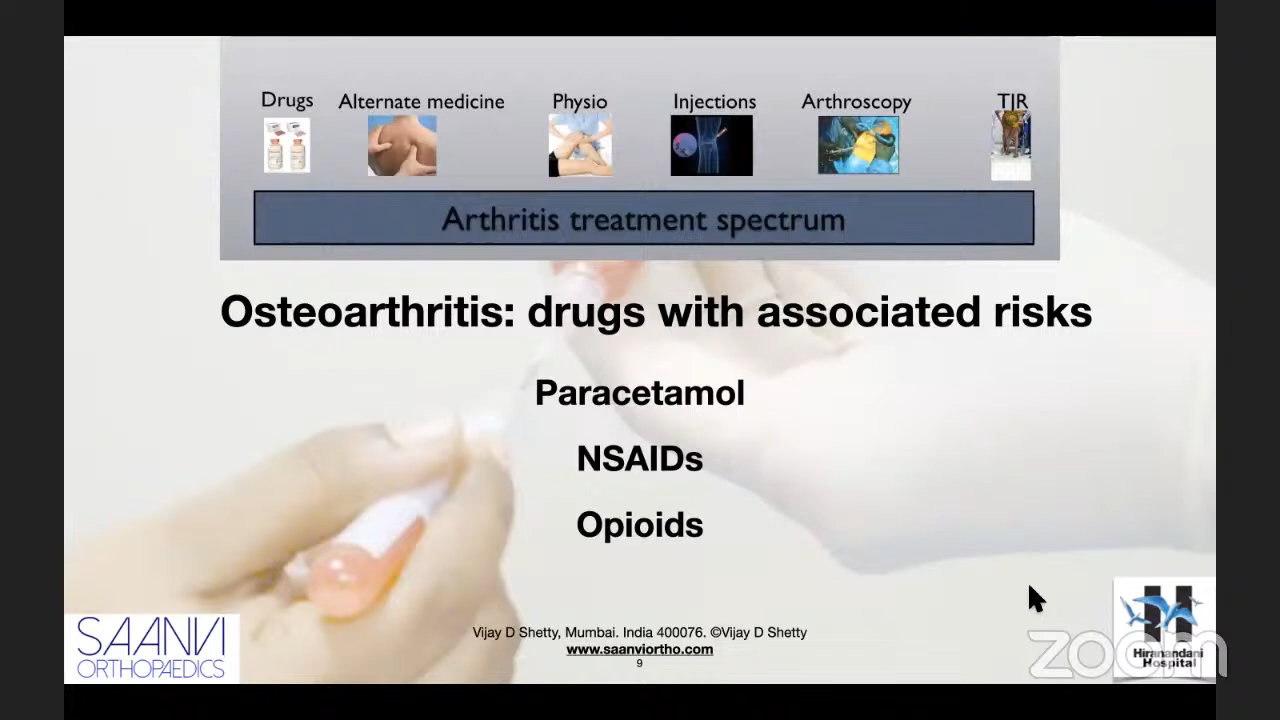 Drugs Alternate medicine Physio Injections Arthroscopy TJR
Arthritis treatment spectrum
Osteoarthritis: drugs with associated risks
Paracetamol
NSAIDs
Opioids
Vijay D Shetty, Mumbai. India 400076. ©Vijay D Shetty
www.saanviortho.com
9
SAANVI
ORTHOPAEDICS
H
Hiranandani
Hospital
zoom